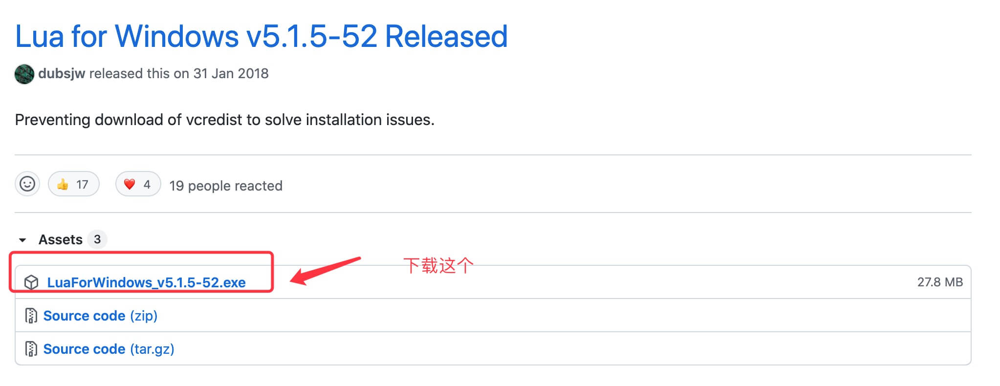 Lua for Windows v5.1.5-52 Released
dubsjw released this on 31 Jan 2018
Preventing download of vcredist to solve installation issues.
👍 17 ❤️ 4 19 people reacted
Assets 3
下载这个
LuaForWindows_v5.1.5-52.exe 27.8 MB
Source code (zip)
Source code (tar.gz)